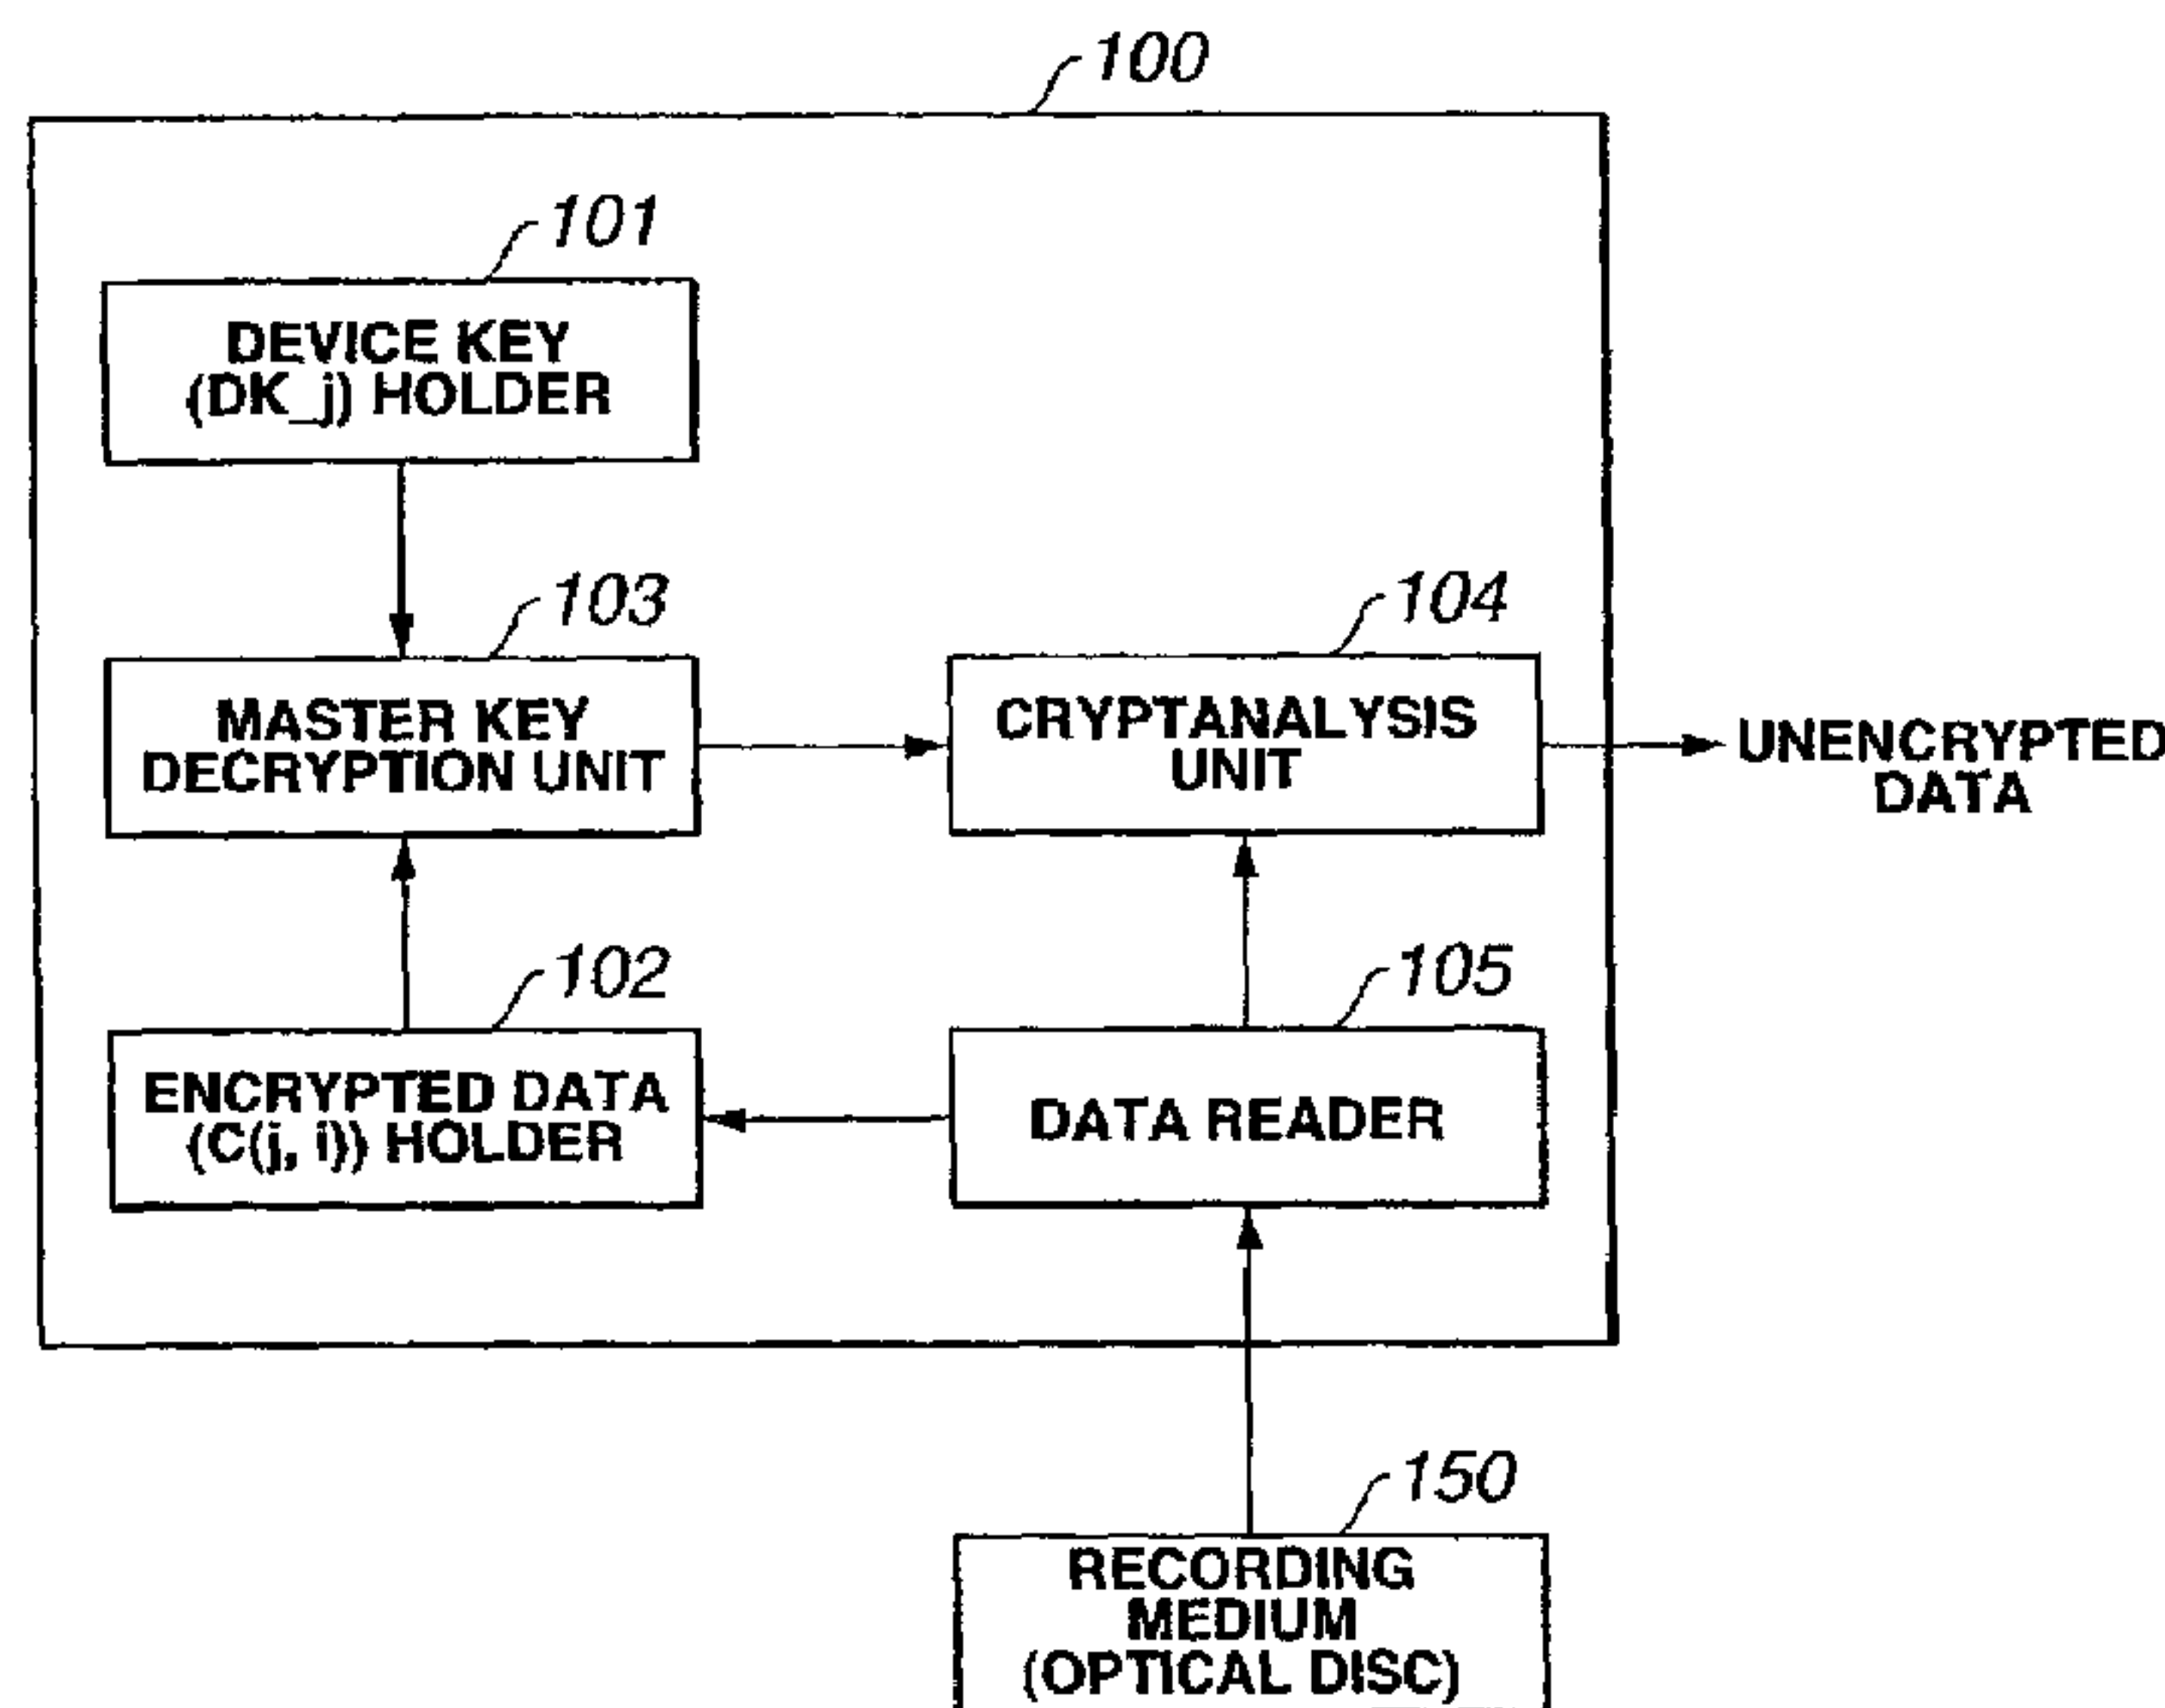 100
101
DEVICE KEY
(DK_j) HOLDER
103
MASTER KEY
DECRYPTION UNIT
104
CRYPTANALYSIS
UNIT
UNENCRYPTED
DATA
102
ENCRYPTED DATA
(C(j, i)) HOLDER
105
DATA READER
150
RECORDING
MEDIUM
(OPTICAL DISC)